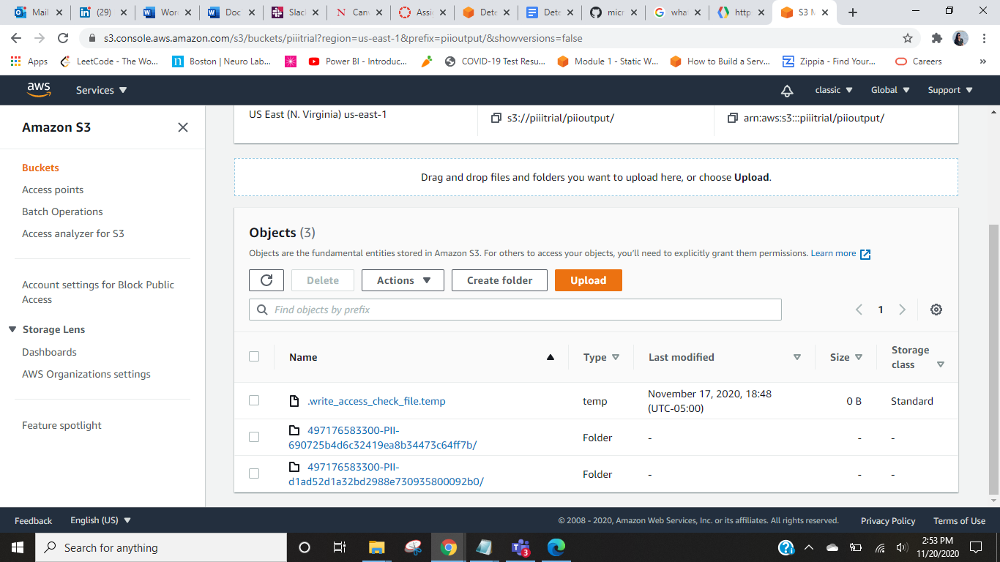 Mail
(29)
Word
Doc
Slac
Canv
Assig
Dete
Dete
micr
what
http
S3 M
s3.console.aws.amazon.com/s3/buckets/piiitrial?region=us-east-1&prefix=piioutput/&showversions=false
Apps
LeetCode - The Wo...
Boston | Neuro Lab...
Power BI - Introduc...
COVID-19 Test Resu...
Module 1 - Static W...
How to Build a Serv...
Zippia - Find Your...
Careers
»
aws
Services
classic
Global
Support
Amazon S3
Buckets
Access points
Batch Operations
Access analyzer for S3
Account settings for Block Public
Access
Storage Lens
Dashboards
AWS Organizations settings
Feature spotlight
US East (N. Virginia) us-east-1
s3://piiitrial/piioutput/
arn:aws:s3:::piiitrial/piioutput/
Drag and drop files and folders you want to upload here, or choose Upload.
Objects (3)
Objects are the fundamental entities stored in Amazon S3. For others to access your objects, you'll need to explicitly grant them permissions. Learn more
Delete
Actions
Create folder
Upload
Find objects by prefix
1
Name
Type
Last modified
Size
Storage
class
.write_access_check_file.temp
temp
November 17, 2020, 18:48
(UTC-05:00)
0 B
Standard
497176583300-PII-
690725b4d6c32419ea8b34473c64ff7b/
Folder
-
-
-
497176583300-PII-
d1ad52d1a32bd2988e730935800092b0/
Folder
-
-
-
Feedback
English (US)
© 2008 - 2020, Amazon Web Services, Inc. or its affiliates. All rights reserved.
Privacy Policy
Terms of Use
Search for anything
3
2:53 PM
11/20/2020